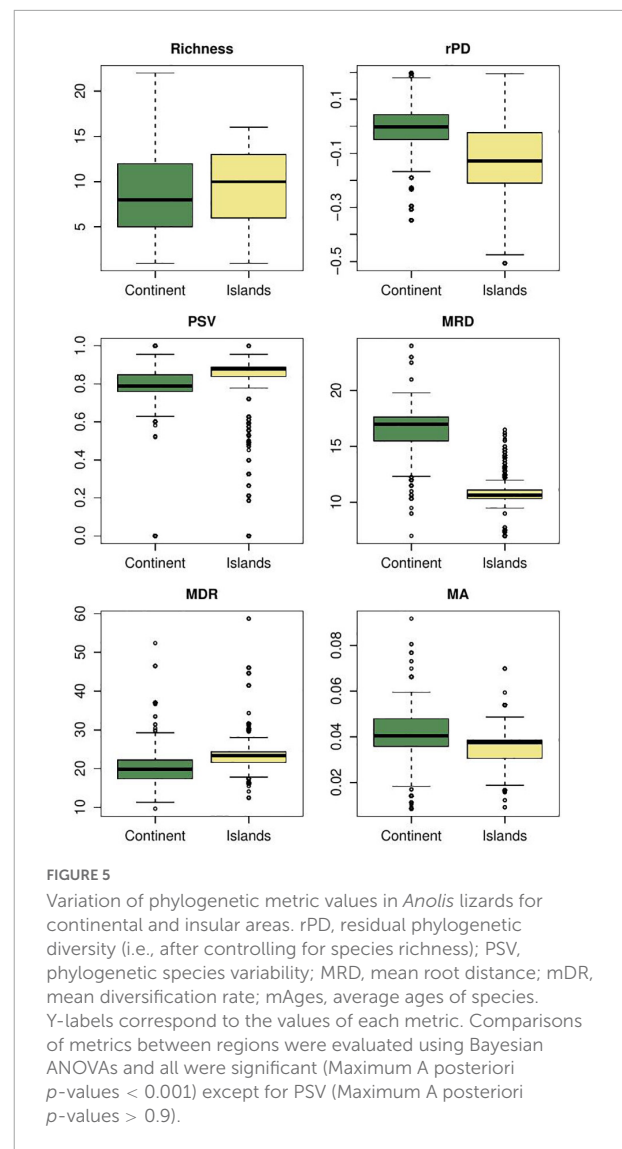 Richness
rPD
20
15
10
5
0.1
−0.1
−0.3
−0.5
Continent Islands
Continent Islands
PSV
MRD
1.0
0.8
0.6
0.4
0.2
0.0
20
15
10
Continent Islands
Continent Islands
MDR
MA
60
50
40
30
20
10
0.08
0.06
0.04
0.02
Continent Islands
Continent Islands
FIGURE 5
Variation of phylogenetic metric values in Anolis lizards for
continental and insular areas. rPD, residual phylogenetic
diversity (i.e., after controlling for species richness); PSV,
phylogenetic species variability; MRD, mean root distance; mDR,
mean diversification rate; mAges, average ages of species.
Y-labels correspond to the values of each metric. Comparisons
of metrics between regions were evaluated using Bayesian
ANOVAs and all were significant (Maximum A posteriori
p-values < 0.001) except for PSV (Maximum A posteriori
p-values > 0.9).